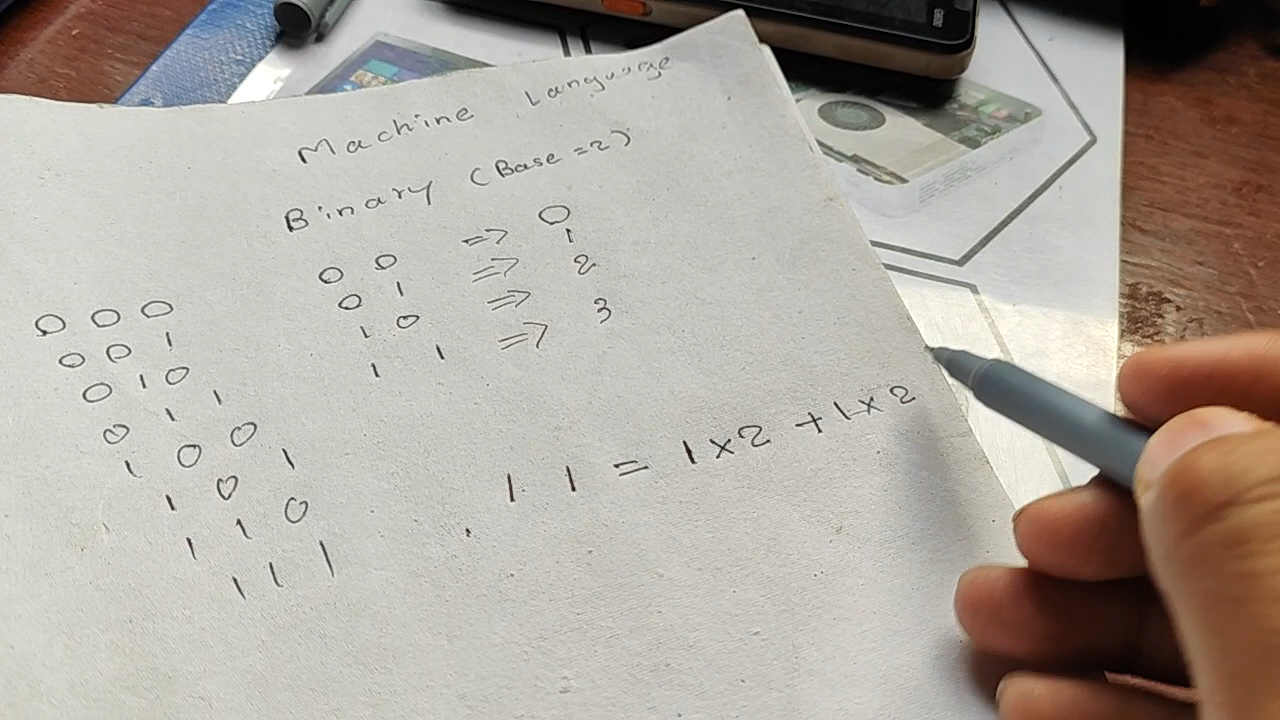 Machine Language
Binary (Base = 2)
0 0 => 0
0 1 => 1
1 0 => 2
1 1 => 3
0 0 0
0 0 1
0 1 0
0 1 1
1 0 0
1 0 1
1 1 0
1 1 1
1 1 = 1 x 2 + 1 x 2